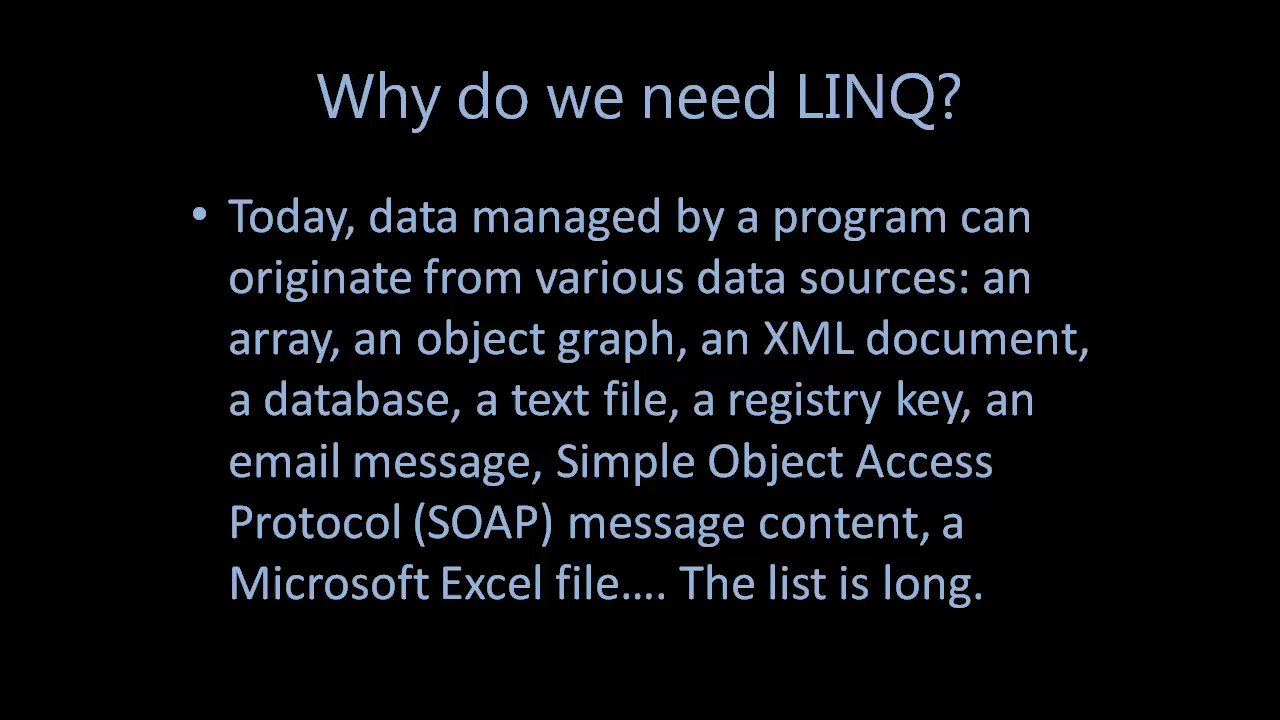 Why do we need LINQ?
• Today, data managed by a program can
originate from various data sources: an
array, an object graph, an XML document,
a database, a text file, a registry key, an
email message, Simple Object Access
Protocol (SOAP) message content, a
Microsoft Excel file…. The list is long.